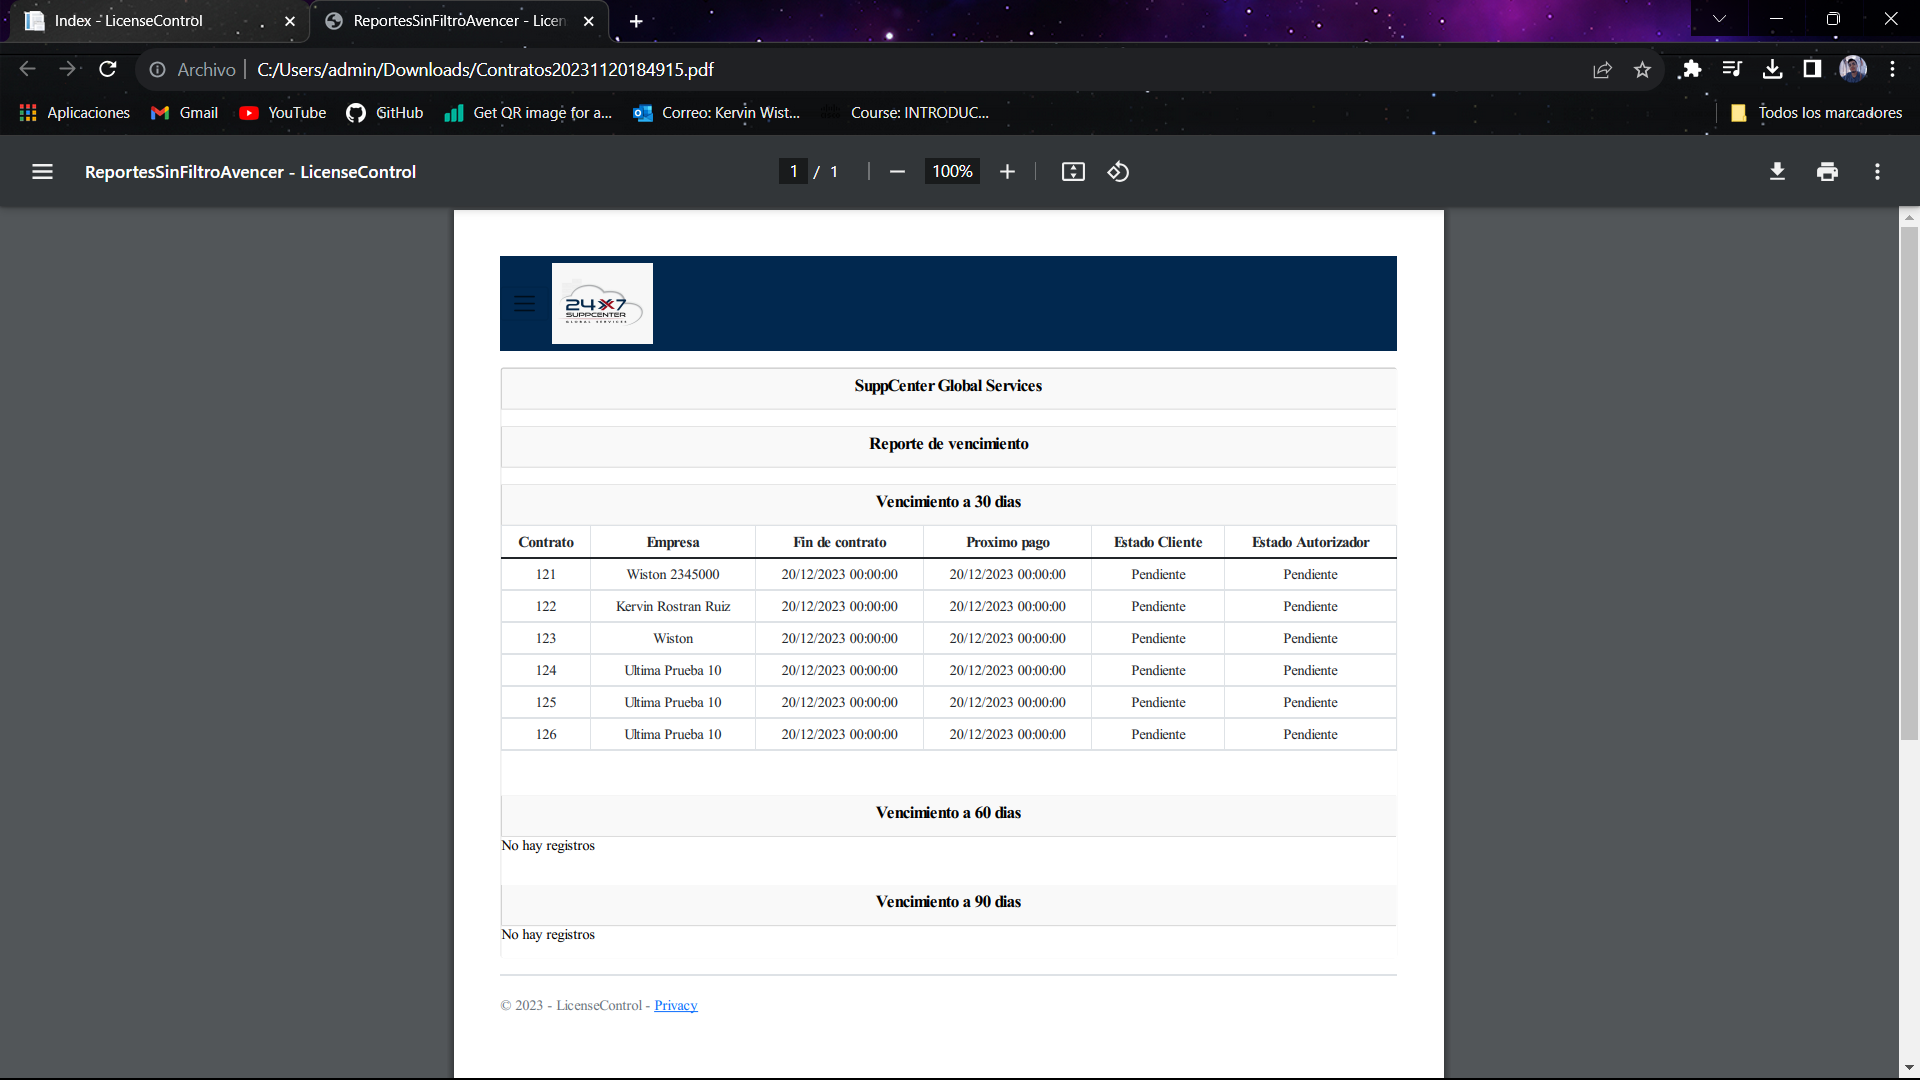 Index - LicenseControl
ReportesSinFiltroAvencer - Licen
Archivo C:/Users/admin/Downloads/Contratos20231120184915.pdf
Aplicaciones Gmail YouTube GitHub Get QR image for a... Correo: Kervin Wist... Course: INTRODUC... Todos los marcadores
ReportesSinFiltroAvencer - LicenseControl 1 / 1 100%
24X7
SUPPCENTER
GLOBAL SERVICES
SuppCenter Global Services
Reporte de vencimiento
Vencimiento a 30 dias
Contrato Empresa Fin de contrato Proximo pago Estado Cliente Estado Autorizador
121 Wiston 2345000 20/12/2023 00:00:00 20/12/2023 00:00:00 Pendiente Pendiente
122 Kervin Rostran Ruiz 20/12/2023 00:00:00 20/12/2023 00:00:00 Pendiente Pendiente
123 Wiston 20/12/2023 00:00:00 20/12/2023 00:00:00 Pendiente Pendiente
124 Ultima Prueba 10 20/12/2023 00:00:00 20/12/2023 00:00:00 Pendiente Pendiente
125 Ultima Prueba 10 20/12/2023 00:00:00 20/12/2023 00:00:00 Pendiente Pendiente
126 Ultima Prueba 10 20/12/2023 00:00:00 20/12/2023 00:00:00 Pendiente Pendiente
Vencimiento a 60 dias
No hay registros
Vencimiento a 90 dias
No hay registros
© 2023 - LicenseControl - Privacy